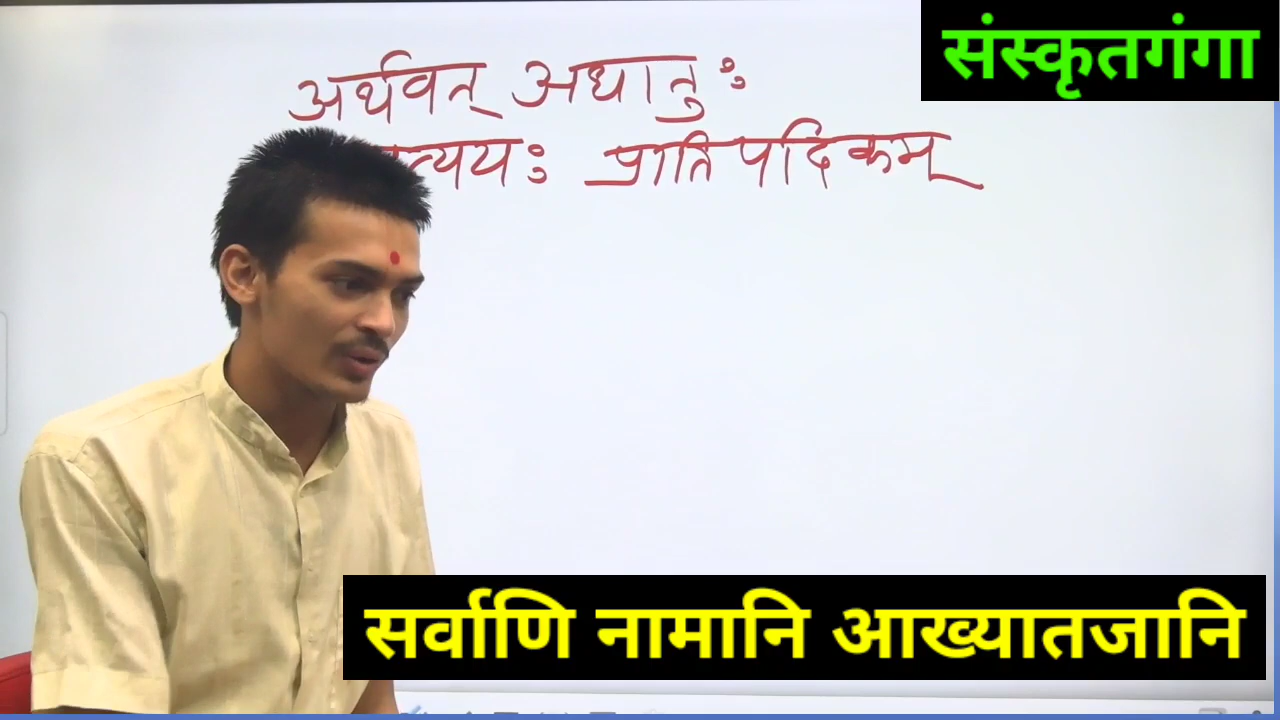 संस्कृतगंगा
अर्थवत् अधातुः
प्रातिपदिकम्
सर्वाणि नामानि आख्यातजानि